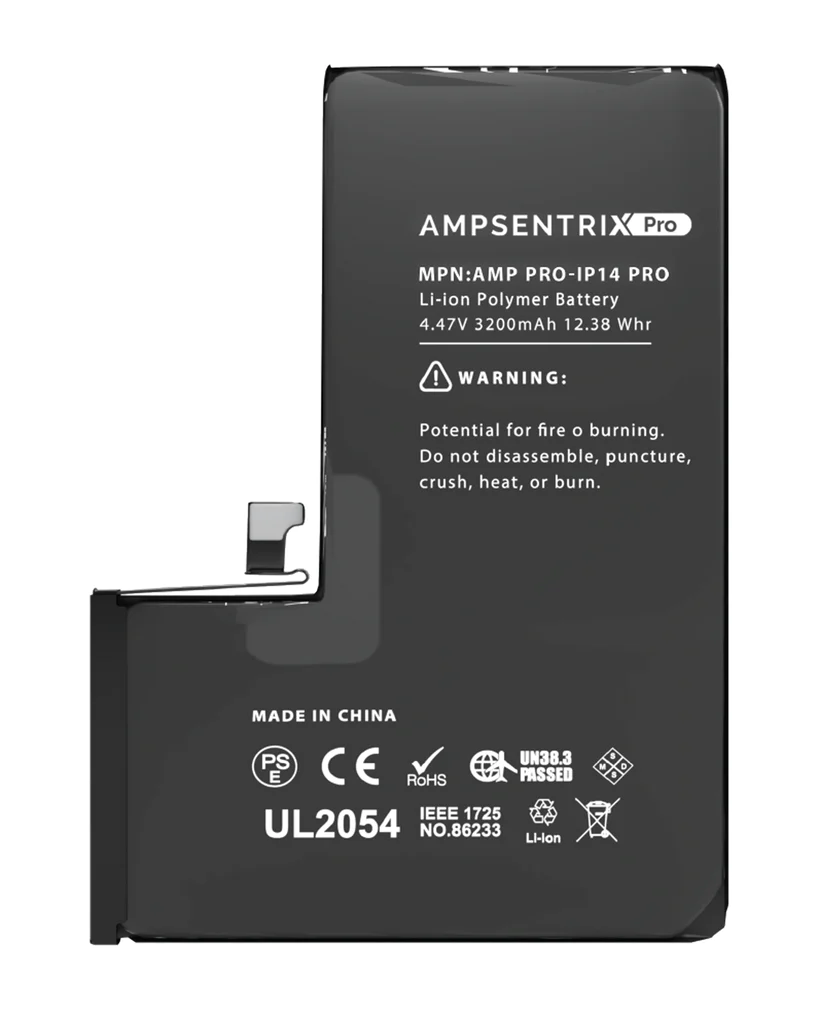 AMPSENTRIX Pro
MPN:AMP PRO-IP14 PRO
Li-ion Polymer Battery
4.47V 3200mAh 12.38 Whr
WARNING:
Potential for fire o burning.
Do not disassemble, puncture,
crush, heat, or burn.
MADE IN CHINA
PS E CE RoHS UN38.3 PASSED M S D S
UL2054 IEEE 1725 NO.86233 LI-Ion